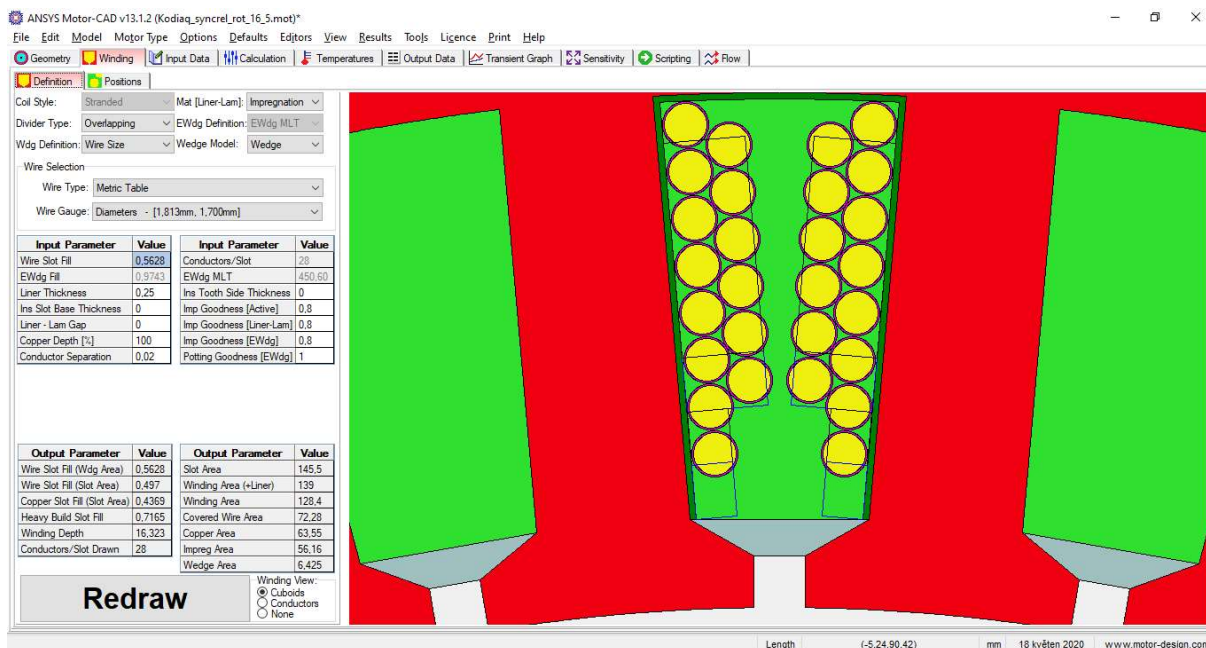 ANSYS Motor-CAD v13.1.2 (Kodiaq_syncrel_rot_16_5.mot)*
File Edit Model Motor Type Options Defaults Editors View Results Tools Licence Print Help
Geometry Winding Input Data Calculation Temperatures Output Data Transient Graph Sensitivity Scripting Flow
Definition Positions
Coil Style: Stranded Mat [Liner-Lam]: Impregnation
Divider Type: Overlapping EWdg Definition: EWdg MLT
Wdg Definition: Wire Size Wedge Model: Wedge
Wire Selection
Wire Type: Metric Table
Wire Gauge: Diameters - [1,813mm, 1,700mm]
Input Parameter Value Input Parameter Value
Wire Slot Fill 0,5628 Conductors/Slot 28
EWdg Fill 0,9743 EWdg MLT 450,60
Liner Thickness 0,25 Ins Tooth Side Thickness 0
Ins Slot Base Thickness 0 Imp Goodness [Active] 0,8
Liner - Lam Gap 0 Imp Goodness [Liner-Lam] 0,8
Copper Depth [%] 100 Imp Goodness [EWdg] 0,8
Conductor Separation 0,02 Potting Goodness [EWdg] 1
Output Parameter Value Output Parameter Value
Wire Slot Fill (Wdg Area) 0,5628 Slot Area 145,5
Wire Slot Fill (Slot Area) 0,497 Winding Area (+Liner) 139
Copper Slot Fill (Slot Area) 0,4369 Winding Area 128,4
Heavy Build Slot Fill 0,7165 Covered Wire Area 72,28
Winding Depth 16,323 Copper Area 63,55
Conductors/Slot Drawn 28 Impreg Area 56,16
Wedge Area 6,425
Redraw
Winding View:
Cuboids
Conductors
None
Length (-5.24,90.42) mm 18 květen 2020 www.motor-design.com